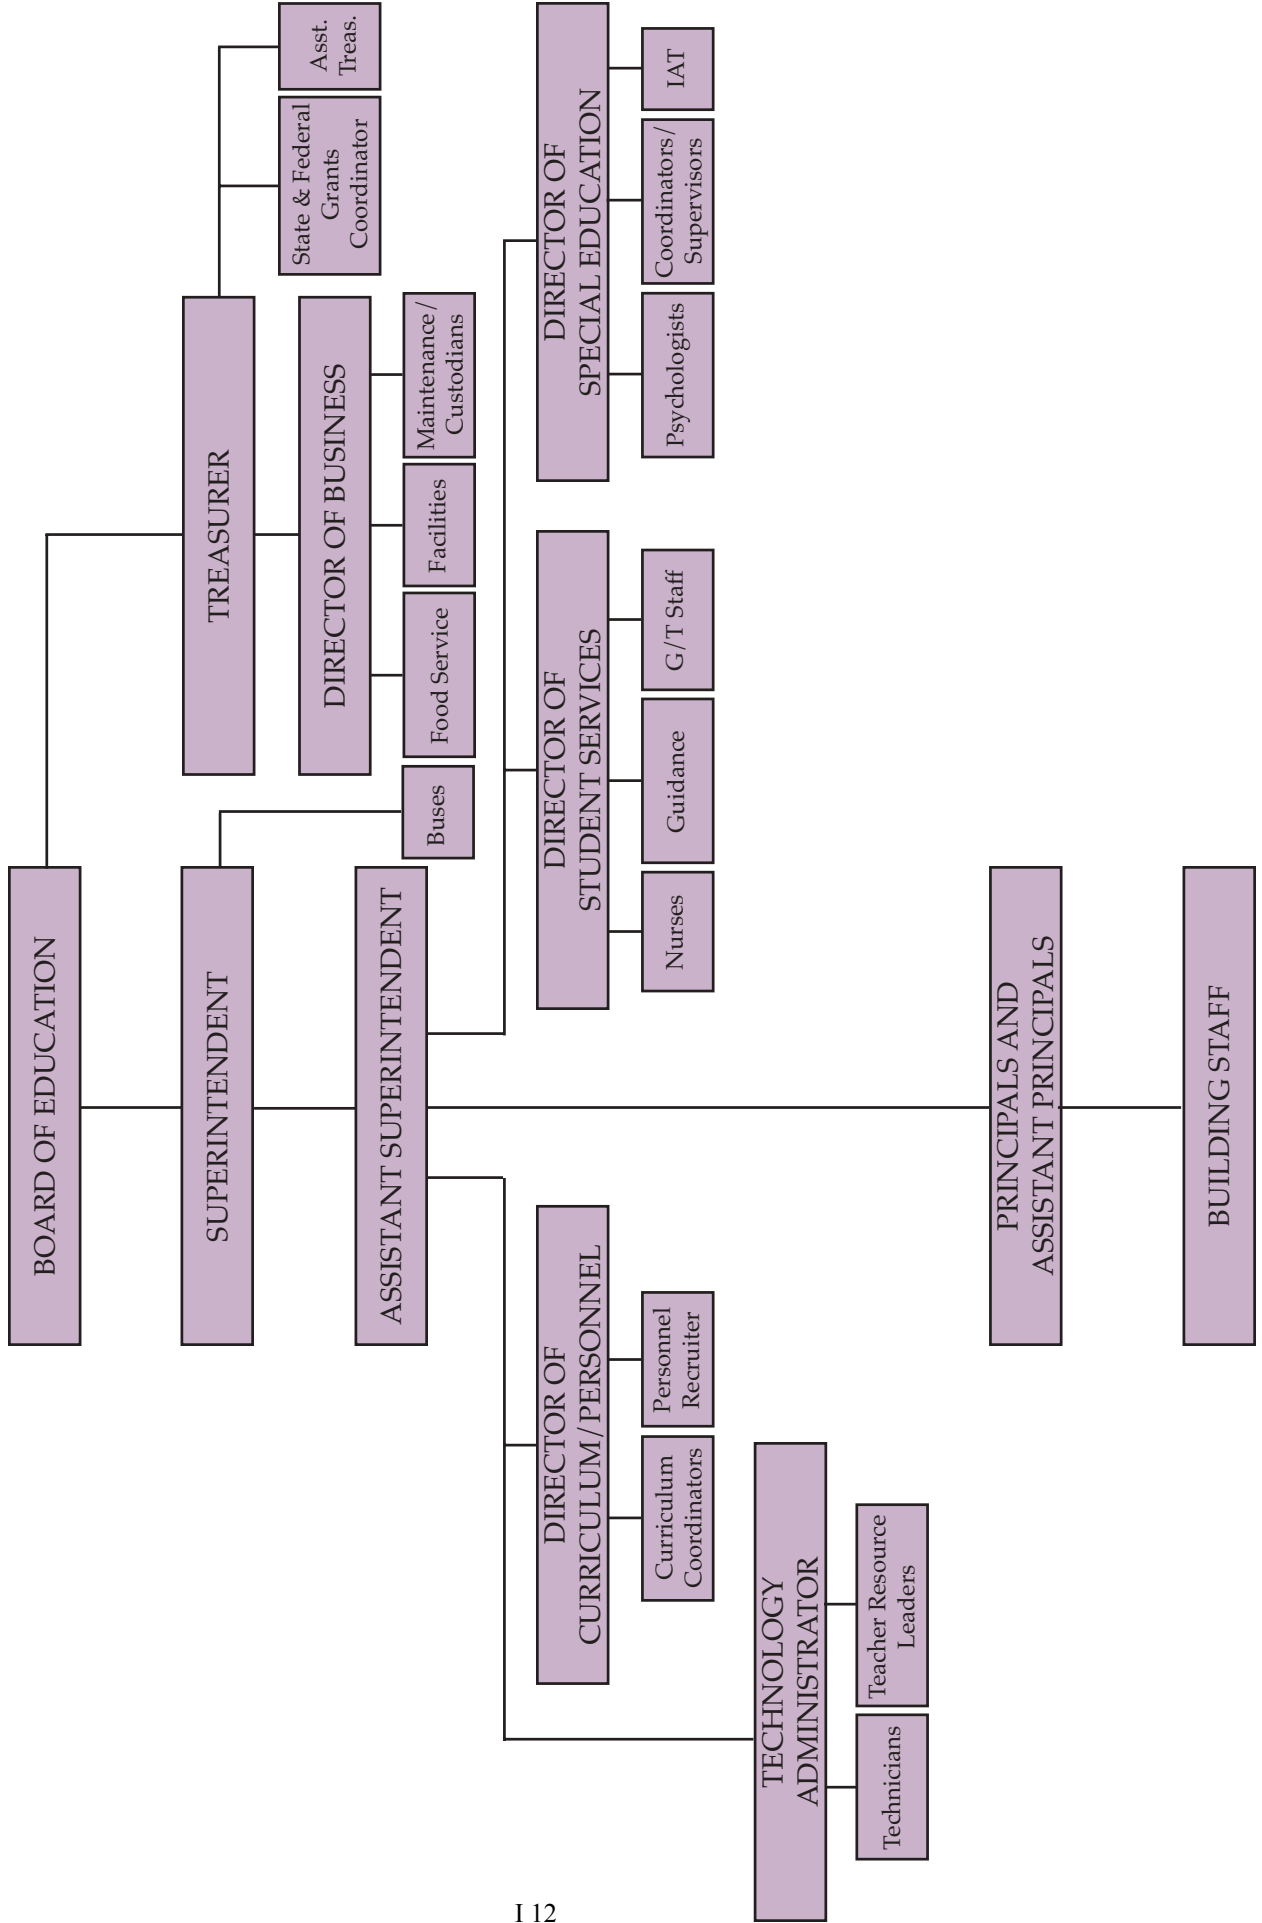 BOARD OF EDUCATION
SUPERINTENDENT
TREASURER
State & Federal
Grants
Coordinator
Asst.
Treas.
DIRECTOR OF BUSINESS
ASSISTANT SUPERINTENDENT
Buses
Food Service
Facilities
Maintenance/
Custodians
DIRECTOR OF
CURRICULUM/PERSONNEL
DIRECTOR OF
STUDENT SERVICES
DIRECTOR OF
SPECIAL EDUCATION
Curriculum
Coordinators
Personnel
Recruiter
Nurses
Guidance
G/T Staff
Psychologists
Coordinators/
Supervisors
IAT
TECHNOLOGY
ADMINISTRATOR
Technicians
Teacher Resource
Leaders
PRINCIPALS AND
ASSISTANT PRINCIPALS
BUILDING STAFF
I 12